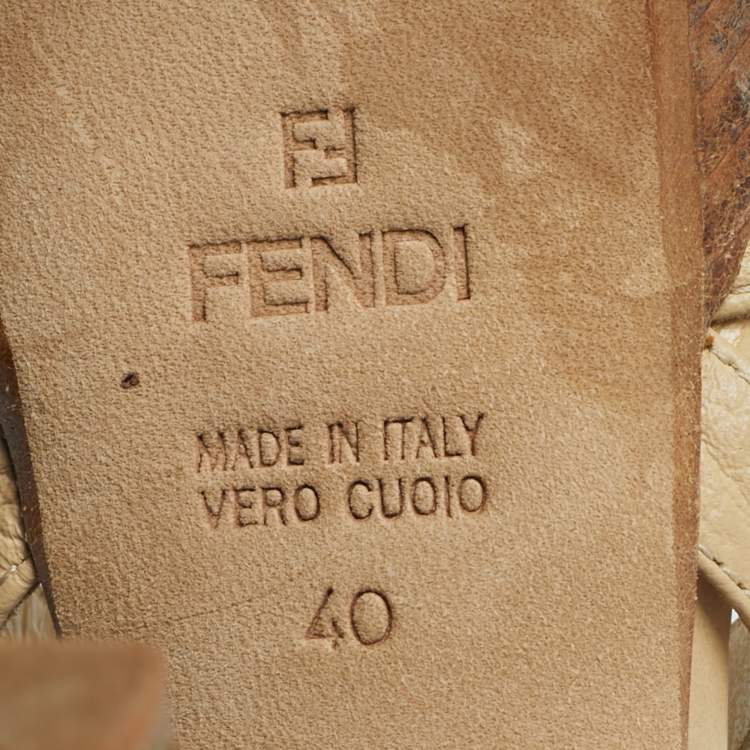 FF
FENDI
MADE IN ITALY
VERO CUOIO
40